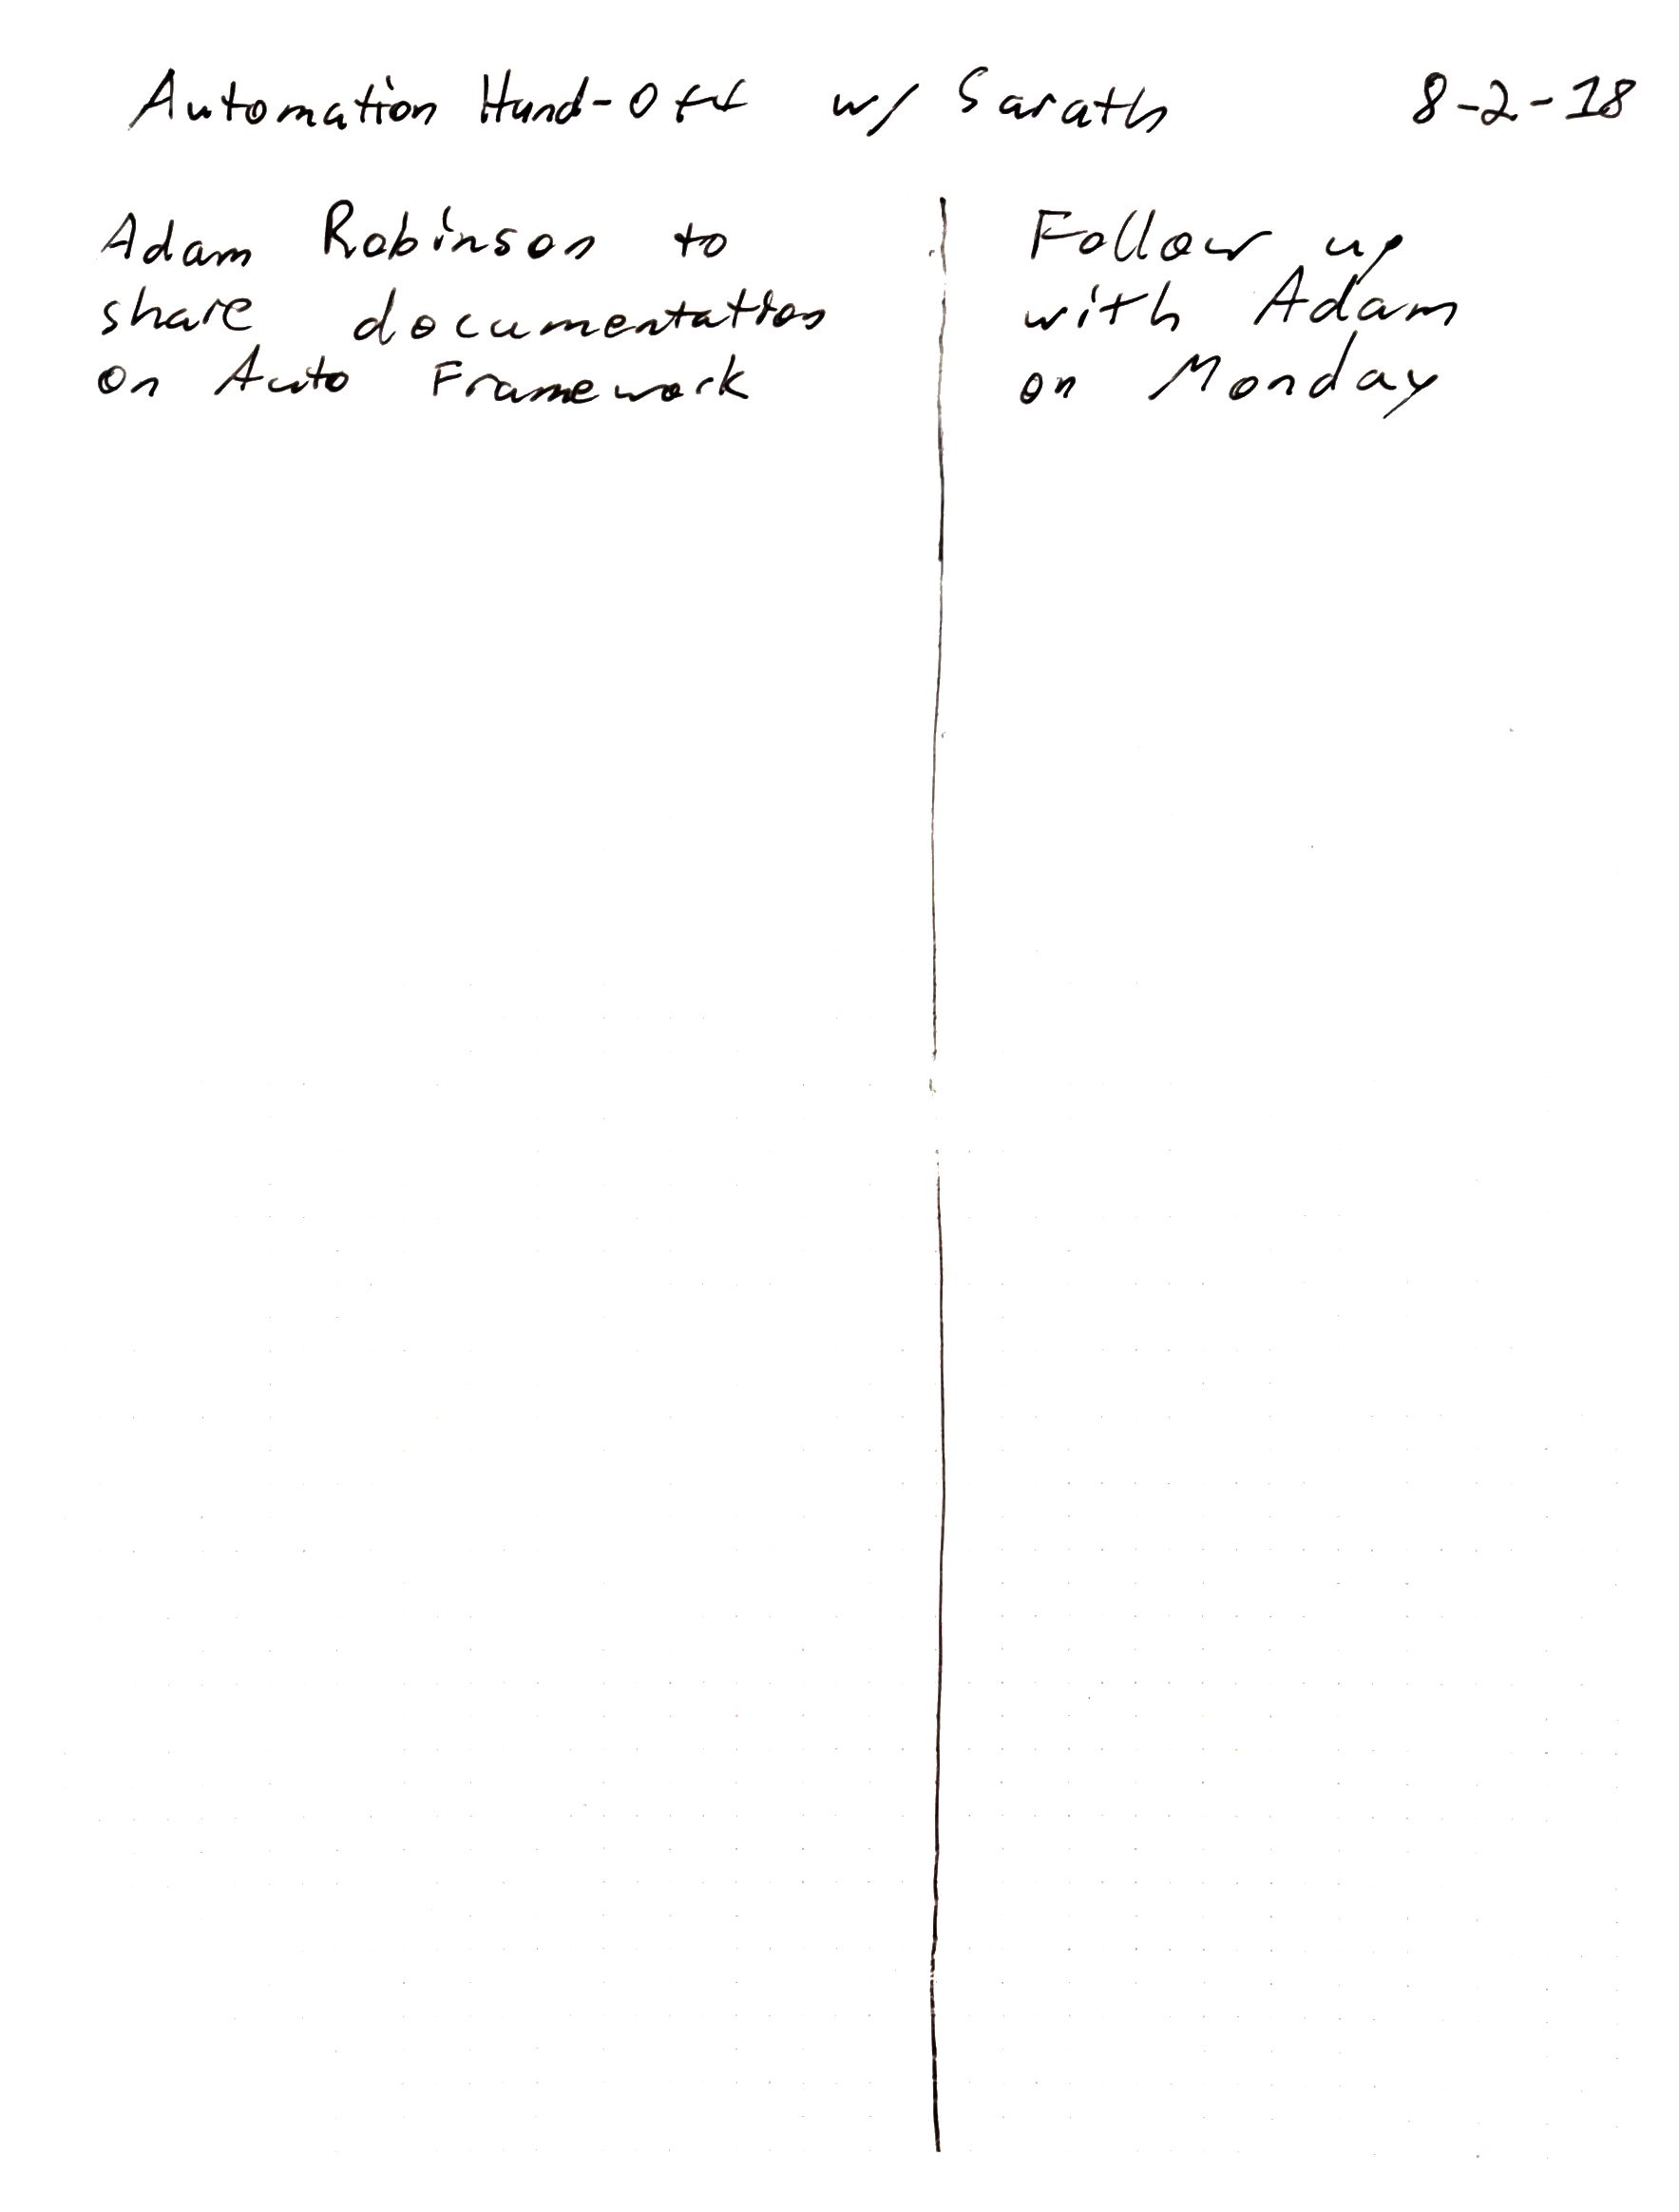 Automation Hand-Off w/ Sarath 8-2-18
Adam Robinson to
share documentation
on Auto Framework
Follow up
with Adam
on Monday